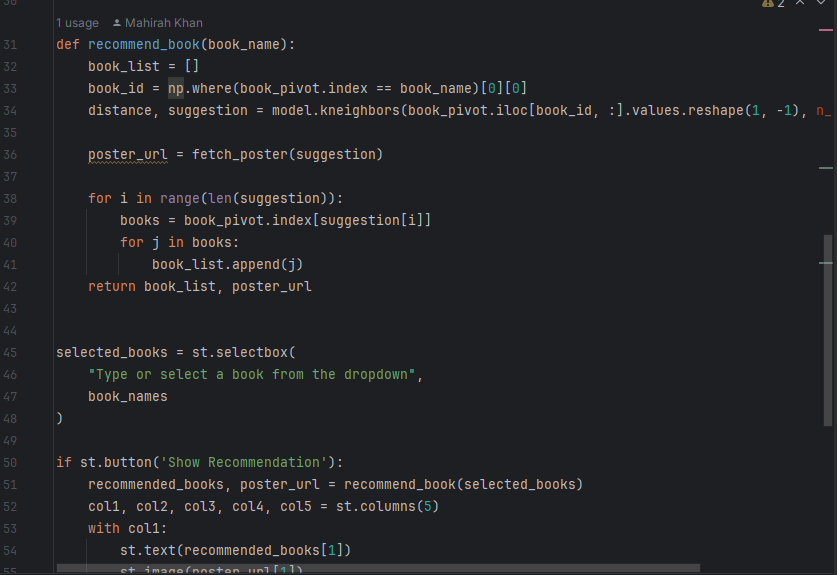 30
2
1 usage Mahirah Khan
31 def recommend_book(book_name):
32 book_list = []
33 book_id = np.where(book_pivot.index == book_name)[0][0]
34 distance, suggestion = model.kneighbors(book_pivot.iloc[book_id, :].values.reshape(1, -1), n_
35
36 poster_url = fetch_poster(suggestion)
37
38 for i in range(len(suggestion)):
39 books = book_pivot.index[suggestion[i]]
40 for j in books:
41 book_list.append(j)
42 return book_list, poster_url
43
44
45 selected_books = st.selectbox(
46 "Type or select a book from the dropdown",
47 book_names
48 )
49
50 if st.button('Show Recommendation'):
51 recommended_books, poster_url = recommend_book(selected_books)
52 col1, col2, col3, col4, col5 = st.columns(5)
53 with col1:
54 st.text(recommended_books[1])
55 st.image(poster_url[1])